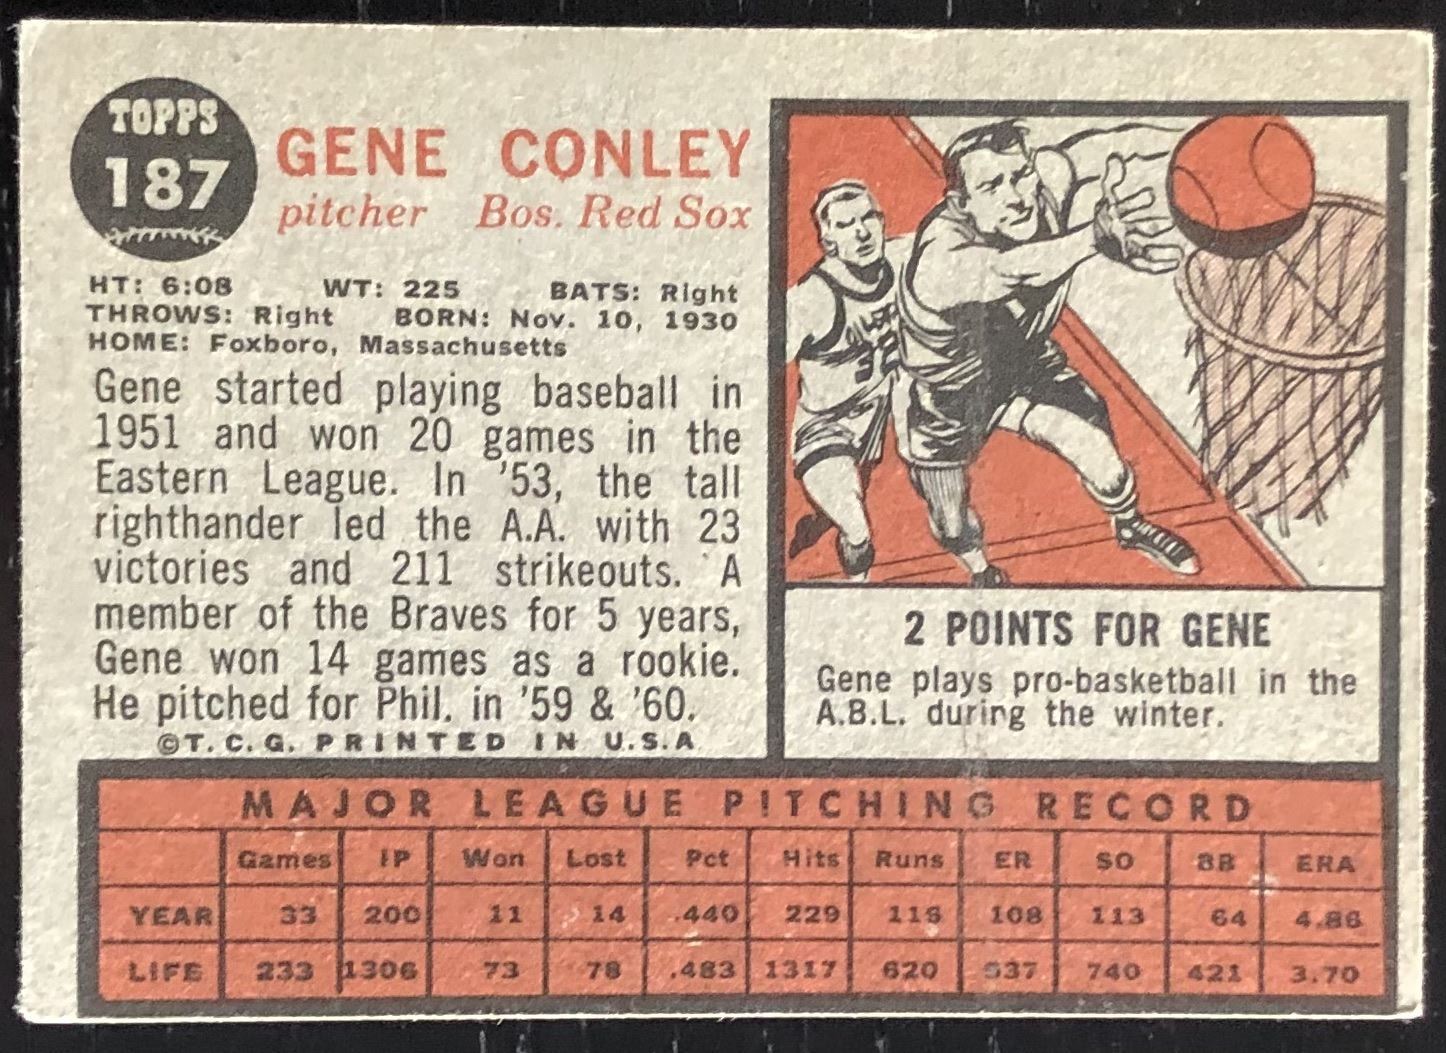 TOPPS
187
GENE CONLEY
pitcher Bos. Red Sox
HT: 6:08 WT: 225 BATS: Right
THROWS: Right BORN: Nov. 10, 1930
HOME: Foxboro, Massachusetts
Gene started playing baseball in
1951 and won 20 games in the
Eastern League. In '53, the tall
righthander led the A.A. with 23
victories and 211 strikeouts. A
member of the Braves for 5 years,
Gene won 14 games as a rookie.
He pitched for Phil. in '59 & '60.
©T.C.G. PRINTED IN U.S.A
2 POINTS FOR GENE
Gene plays pro-basketball in the
A.B.L. during the winter.
MAJOR LEAGUE PITCHING RECORD
Games IP Won Lost Pct Hits Runs ER SO BB ERA
YEAR 33 200 11 14 .440 229 108 113 64 4.86
LIFE 233 1306 73 78 .483 1317 620 537 740 421 3.70